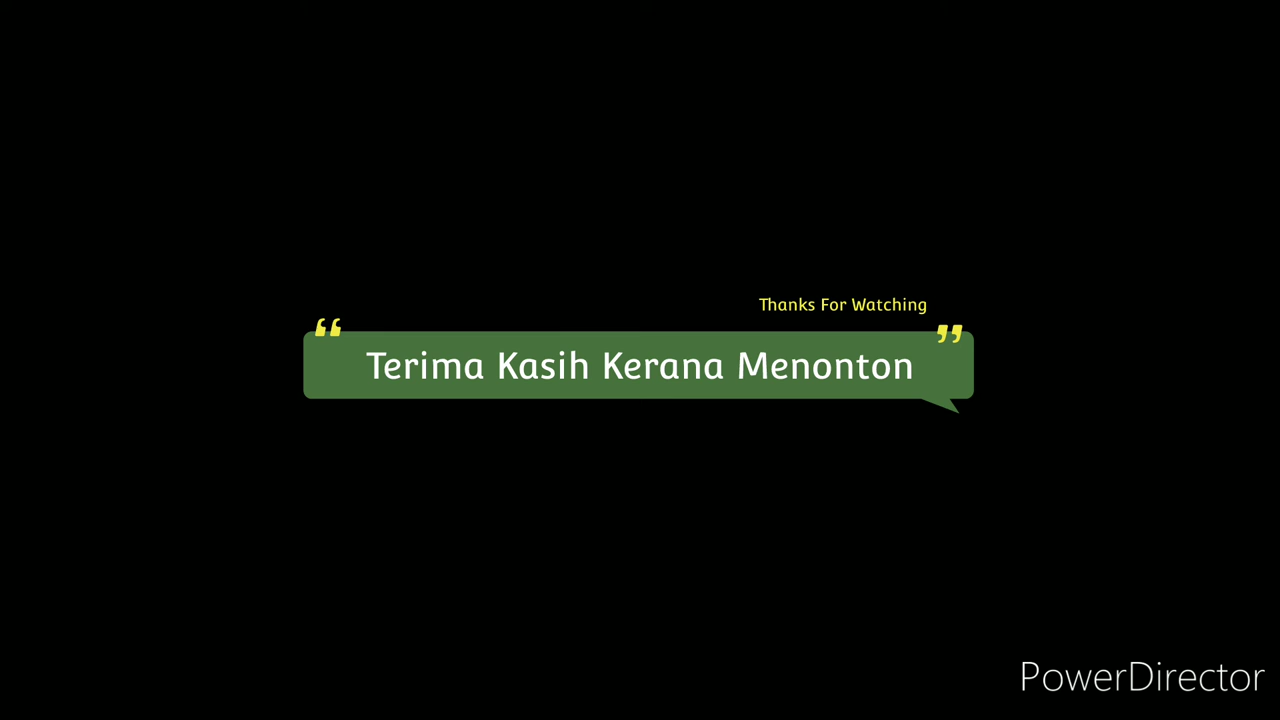 Thanks For Watching
“ Terima Kasih Kerana Menonton ”
PowerDirector